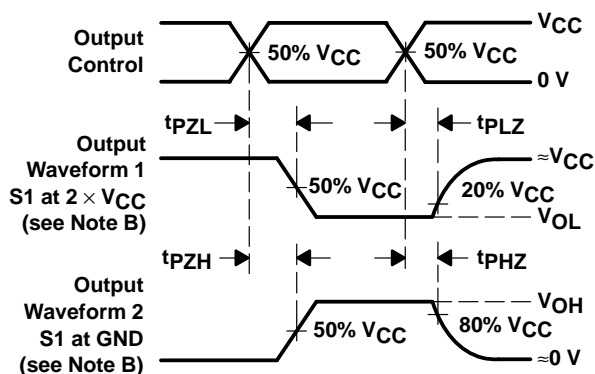 Output
Control
50% VCC
50% VCC
VCC
0 V
tPZL
tPLZ
Output
Waveform 1
S1 at 2 × VCC
(see Note B)
50% VCC
≈VCC
20% VCC
VOL
tPZH
tPHZ
Output
Waveform 2
S1 at GND
(see Note B)
50% VCC
VOH
80% VCC
≈0 V